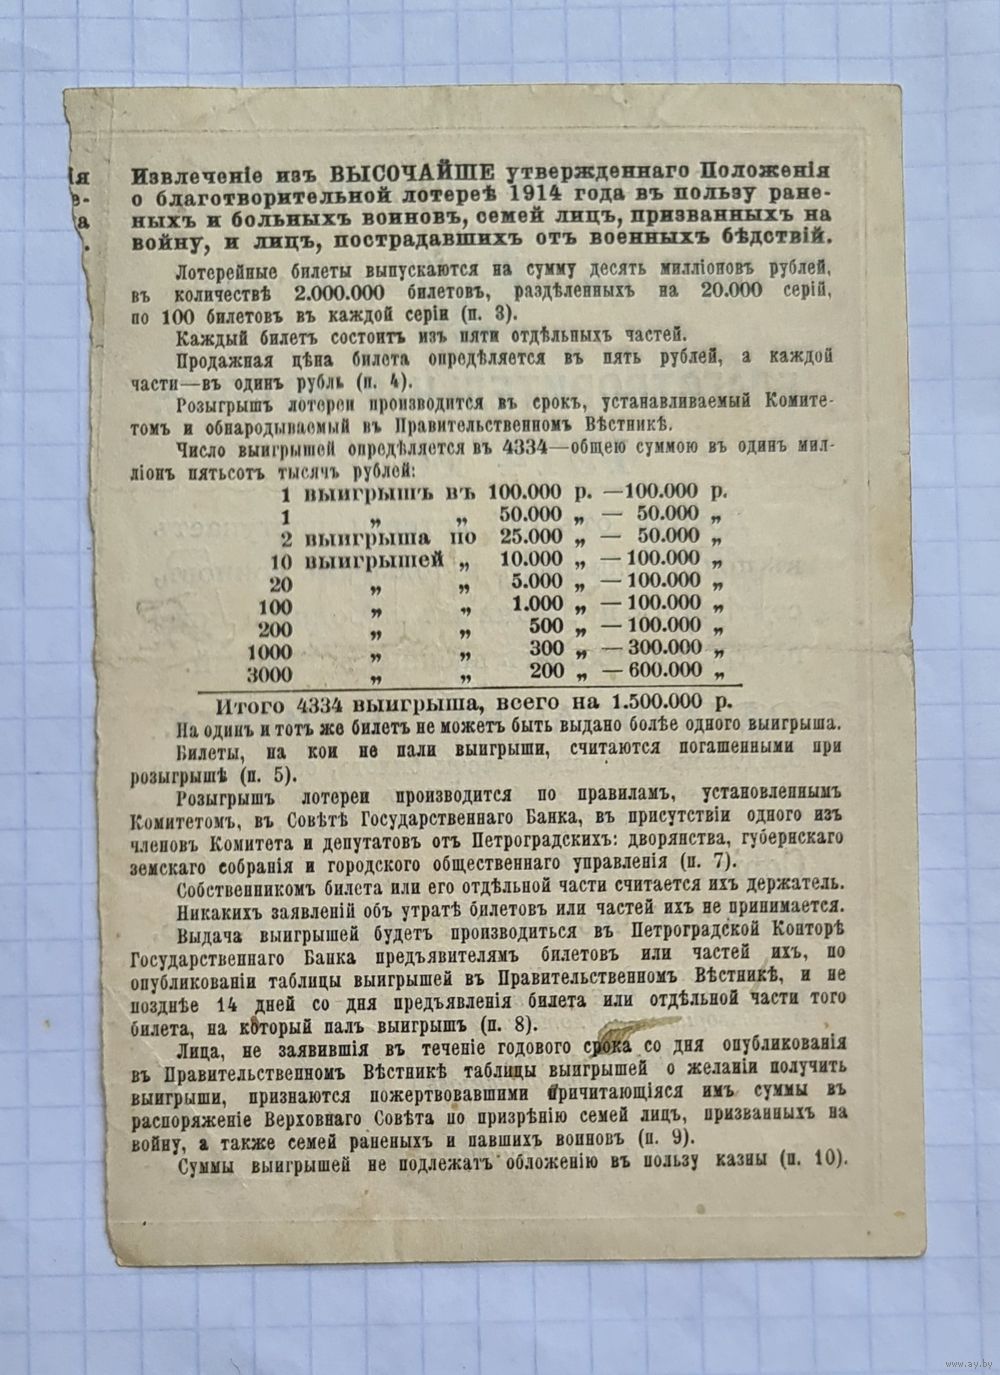 ія
е-
а
.
Извлеченіе изъ ВЫСОЧАЙШЕ утвержденнаго Положенія
о благотворительной лотереѣ 1914 года въ пользу ране-
ныхъ и больныхъ воиновъ, семей лицъ, призванныхъ на
войну, и лицъ, пострадавшихъ отъ военныхъ бѣдствій.
Лотерейные билеты выпускаются на сумму десять милліоновъ рублей,
въ количествѣ 2.000.000 билетовъ, раздѣленныхъ на 20.000 серій,
по 100 билетовъ въ каждой серіи (п. 3).
Каждый билетъ состоитъ изъ пяти отдѣльныхъ частей.
Продажная цѣна билета опредѣляется въ пять рублей, а каждой
части—въ одинъ рубль (п. 4).
Розыгрышъ лотереи производится въ срокъ, устанавливаемый Комите-
томъ и обнародываемый въ Правительственномъ Вѣстникѣ.
Число выигрышей опредѣляется въ 4334—общею суммою въ одинъ мил-
ліонъ пятьсотъ тысячъ рублей:
1 выигрышъ въ 100.000 р. —100.000 р.
1 „ „ 50.000 „ — 50.000 „
2 выигрыша по 25.000 „ — 50.000 „
10 выигрышей „ 10.000 „ —100.000 „
20 „ „ 5.000 „ —100.000 „
100 „ „ 1.000 „ —100.000 „
200 „ „ 500 „ —100.000 „
1000 „ „ 300 „ —300.000 „
3000 „ „ 200 „ —600.000 „
Итого 4334 выигрыша, всего на 1.500.000 р.
На одинъ и тотъ же билетъ не можетъ быть выдано болѣе одного выигрыша.
Билеты, на кои не пали выигрыши, считаются погашенными при
розыгрышѣ (п. 5).
Розыгрышъ лотереи производится по правиламъ, установленнымъ
Комитетомъ, въ Совѣтѣ Государственнаго Банка, въ присутствіи одного изъ
членовъ Комитета и депутатовъ отъ Петроградскихъ: дворянства, губернскаго
земскаго собранія и городского общественнаго управленія (п. 7).
Собственникомъ билета или его отдѣльной части считается ихъ держатель.
Никакихъ заявленій объ утратѣ билетовъ или частей ихъ не принимается.
Выдача выигрышей будетъ производиться въ Петроградской Конторѣ
Государственнаго Банка предъявителямъ билетовъ или частей ихъ, по
опубликованіи таблицы выигрышей въ Правительственномъ Вѣстникѣ, и не
позднѣе 14 дней со дня предъявленія билета или отдѣльной части того
билета, на который палъ выигрышъ (п. 8).
Лица, не заявившія въ теченіе годового срока со дня опубликованія
въ Правительственномъ Вѣстникѣ таблицы выигрышей о желаніи получить
выигрыши, признаются пожертвовавшими причитающіяся имъ суммы въ
распоряженіе Верховнаго Совѣта по призрѣнію семей лицъ, призванныхъ на
войну, а также семей раненыхъ и павшихъ воиновъ (п. 9).
Суммы выигрышей не подлежатъ обложенію въ пользу казны (п. 10).
www.ay.by